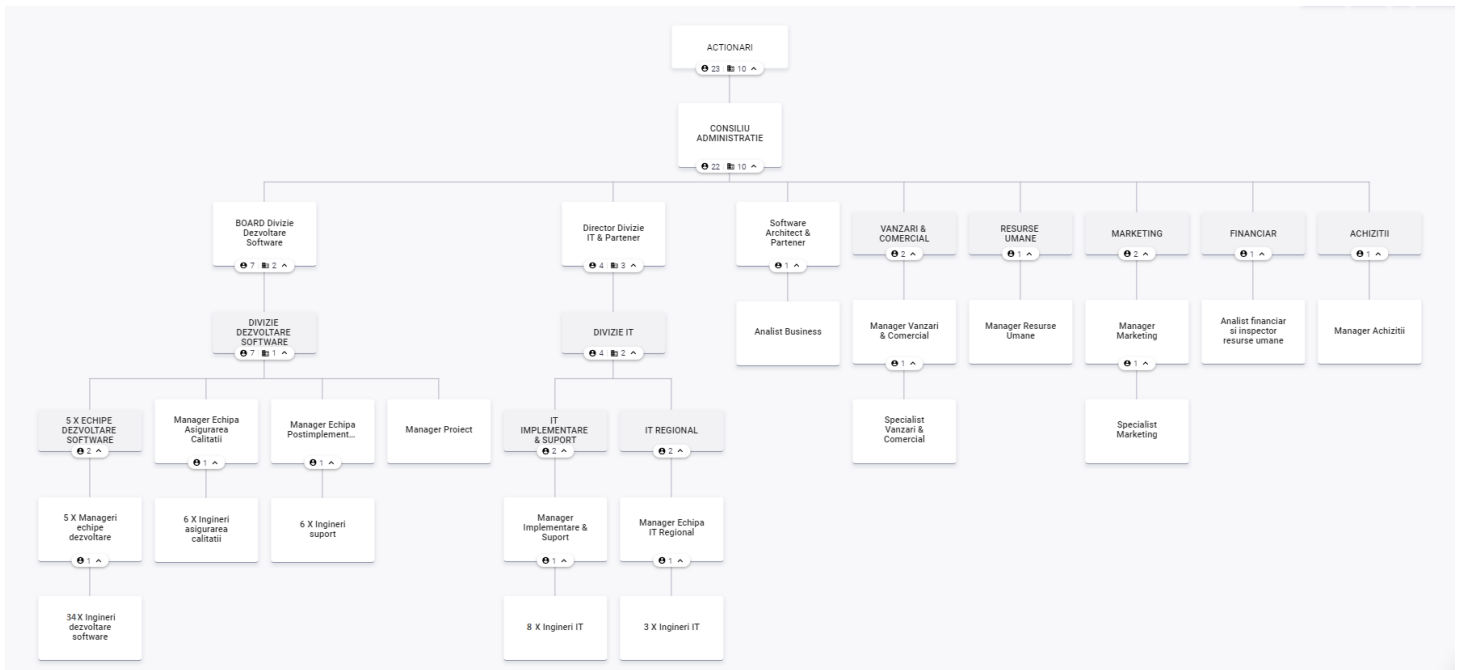 ACTIONARI
23 10
CONSILIU
ADMINISTRATIE
22 10
BOARD Divizie
Dezvoltare
Software
7 2
Director Divizie
IT & Partener
4 3
Software
Architect &
Partener
1
VANZARI &
COMERCIAL
2
RESURSE
UMANE
1
MARKETING
2
FINANCIAR
1
ACHIZITII
1
DIVIZIE
DEZVOLTARE
SOFTWARE
7 1
DIVIZIE IT
4 2
Analist Business
Manager Vanzari
& Comercial
1
Manager Resurse
Umane
Manager
Marketing
1
Analist financiar
si inspector
resurse umane
Manager Achizitii
5 X ECHIPE
DEZVOLTARE
SOFTWARE
2
Manager Echipa
Asigurarea
Calitatii
1
Manager Echipa
Postimplement...
1
Manager Proiect
IT
IMPLEMENTARE
& SUPORT
2
IT REGIONAL
2
Specialist
Vanzari &
Comercial
Specialist
Marketing
5 X Manageri
echipe
dezvoltare
1
6 X Ingineri
asigurarea
calitatii
6 X Ingineri
suport
Manager
Implementare &
Suport
1
Manager Echipa
IT Regional
1
34X Ingineri
dezvoltare
software
8 X Ingineri IT
3 X Ingineri IT